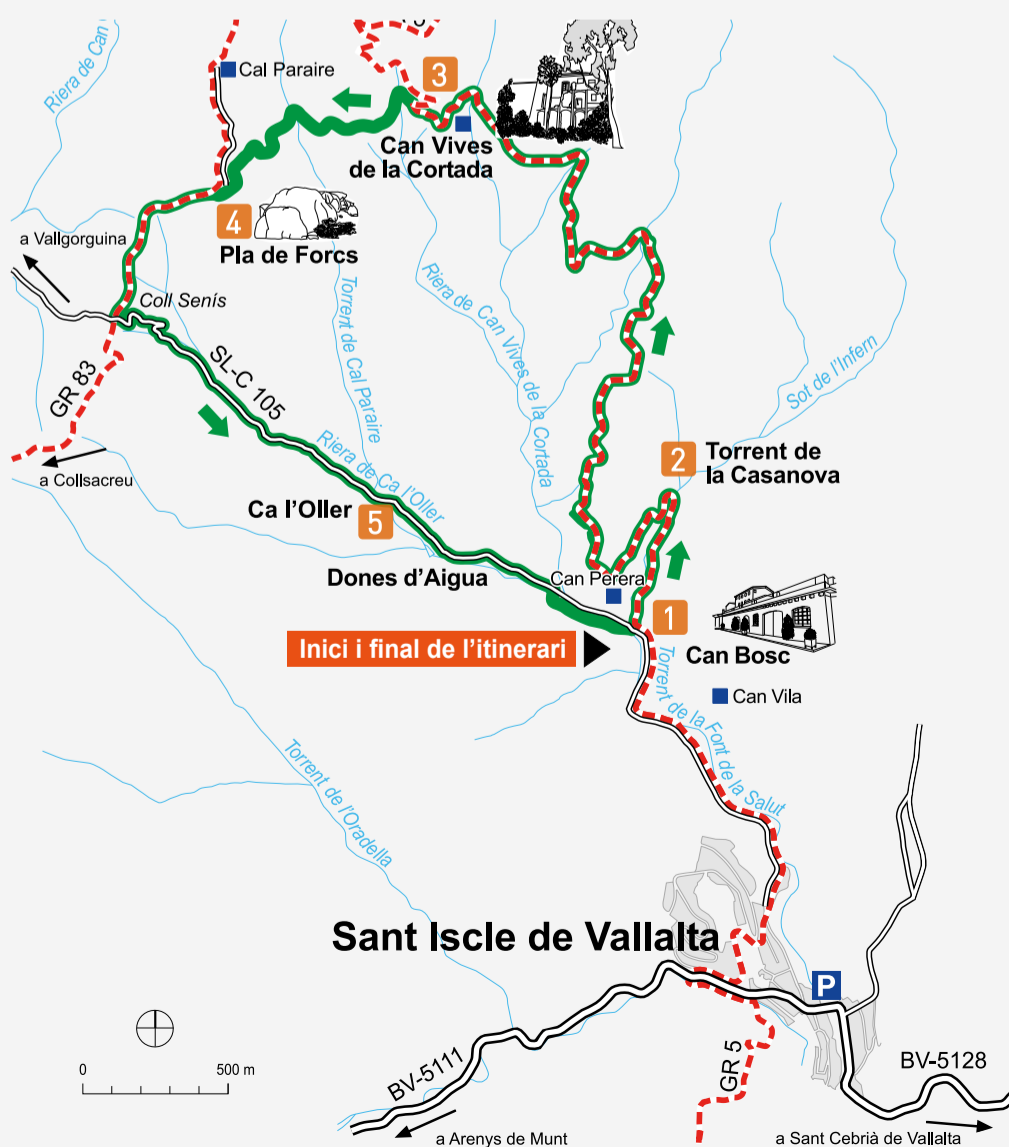 Riera de Can
Cal Paraire
3
Can Vives
de la Cortada
4
Pla de Forcs
a Vallgorguina
Coll Senís
GR 83
SL-C 105
a Collsacreu
Torrent de Cal Paraire
Riera de Can Vives de la Cortada
Sot de l'Infern
2
Torrent de
la Casanova
Riera de Ca l'Oller
Ca l'Oller
5
Dones d'Aigua
Can Perera
1
Can Bosc
Inici i final de l'itinerari
Can Vila
Torrent de la Font de la Salut
Torrent de l'Oradella
Sant Iscle de Vallalta
P
0
500 m
BV-5111
GR 5
BV-5128
a Arenys de Munt
a Sant Cebrià de Vallalta